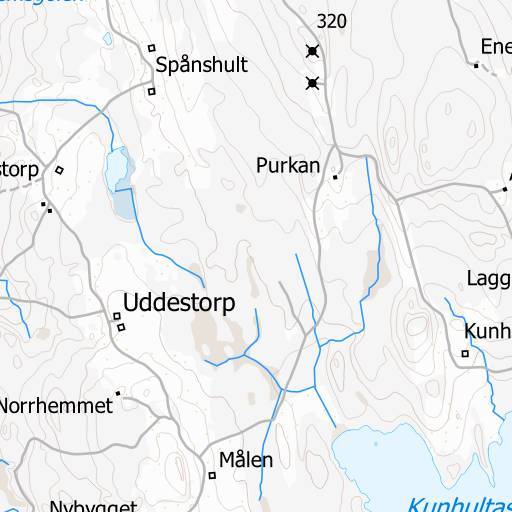 320
Spånshult
Ene
storp
Purkan
Lagg
Uddestorp
Kunh
Norrhemmet
Målen
Nybygget
Kunhultas